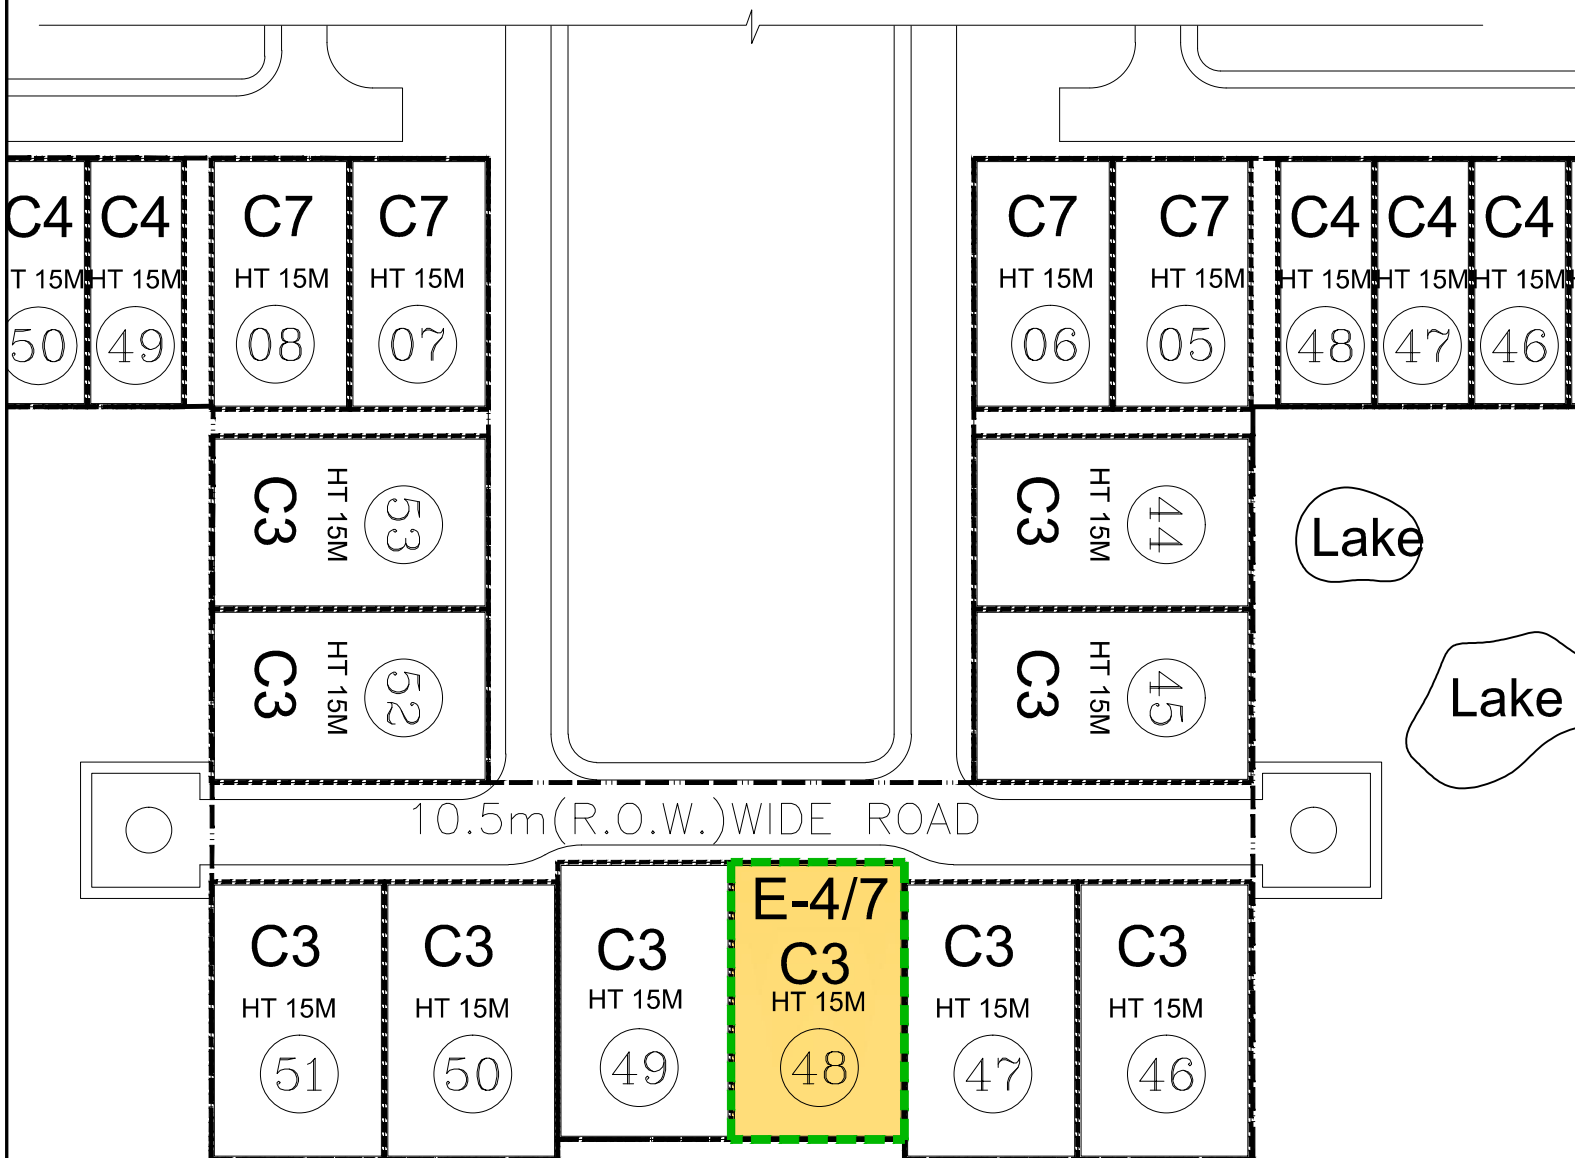 C4 C4 C7 C7 C7 C7 C4 C4 C4
T 15M HT 15M HT 15M HT 15M HT 15M HT 15M HT 15M HT 15M HT 15M
50 49 08 07 06 05 48 47 46
C3 HT 15M 53
C3 HT 15M 44
Lake
C3 HT 15M 52
C3 HT 15M 45
Lake
10.5m(R.O.W.)WIDE ROAD
E-4/7
C3 C3 C3 C3 C3 C3
HT 15M HT 15M HT 15M HT 15M HT 15M HT 15M
51 50 49 48 47 46